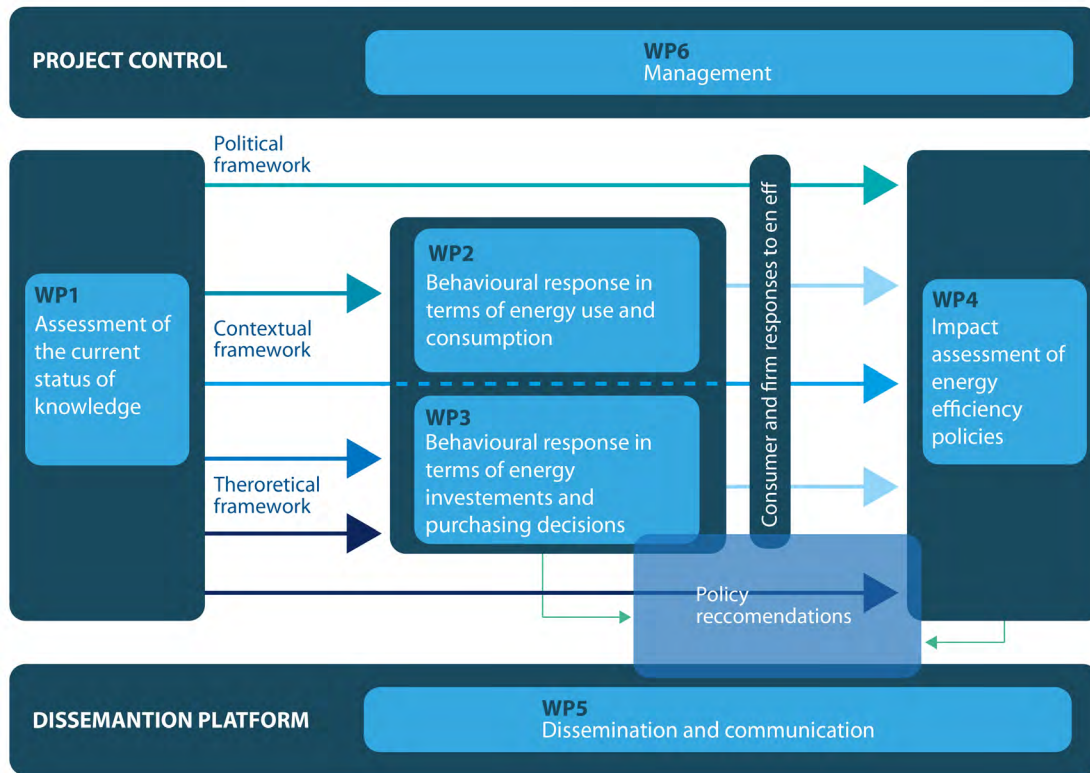 PROJECT CONTROL
WP6
Management
Political
framework
WP1
Assessment of
the current
status of
knowledge
Contextual
framework
Theroretical
framework
WP2
Behavioural response in
terms of energy use and
consumption
WP3
Behavioural response in
terms of energy
investements and
purchasing decisions
Consumer and firm responses to en eff
WP4
Impact
assessment of
energy
efficiency
policies
Policy
reccomendations
DISSEMANTION PLATFORM
WP5
Dissemination and communication